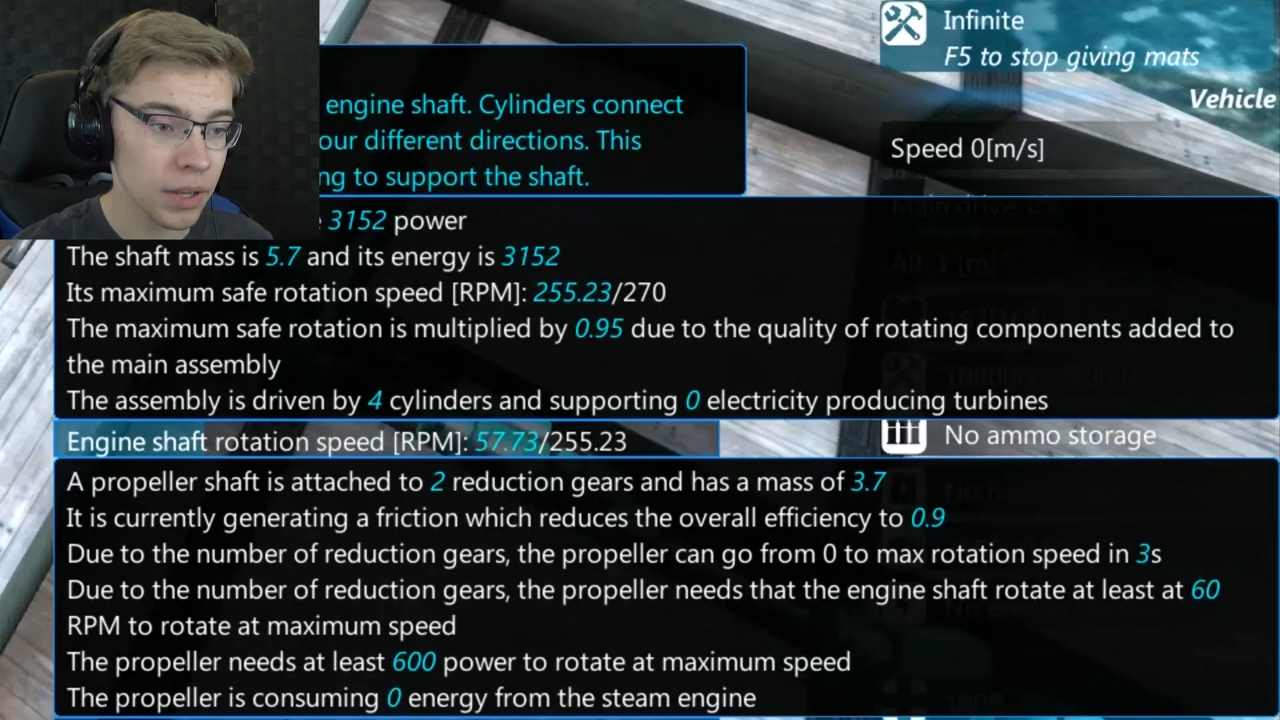 Infinite
F5 to stop giving mats
Vehicle
engine shaft. Cylinders connect
our different directions. This
ng to support the shaft.
Speed 0[m/s]
3152 power
The shaft mass is 5.7 and its energy is 3152
Its maximum safe rotation speed [RPM]: 255.23/270
The maximum safe rotation is multiplied by 0.95 due to the quality of rotating components added to
the main assembly
The assembly is driven by 4 cylinders and supporting 0 electricity producing turbines
Engine shaft rotation speed [RPM]: 57.73/255.23
No ammo storage
A propeller shaft is attached to 2 reduction gears and has a mass of 3.7
It is currently generating a friction which reduces the overall efficiency to 0.9
Due to the number of reduction gears, the propeller can go from 0 to max rotation speed in 3s
Due to the number of reduction gears, the propeller needs that the engine shaft rotate at least at 60
RPM to rotate at maximum speed
The propeller needs at least 600 power to rotate at maximum speed
The propeller is consuming 0 energy from the steam engine